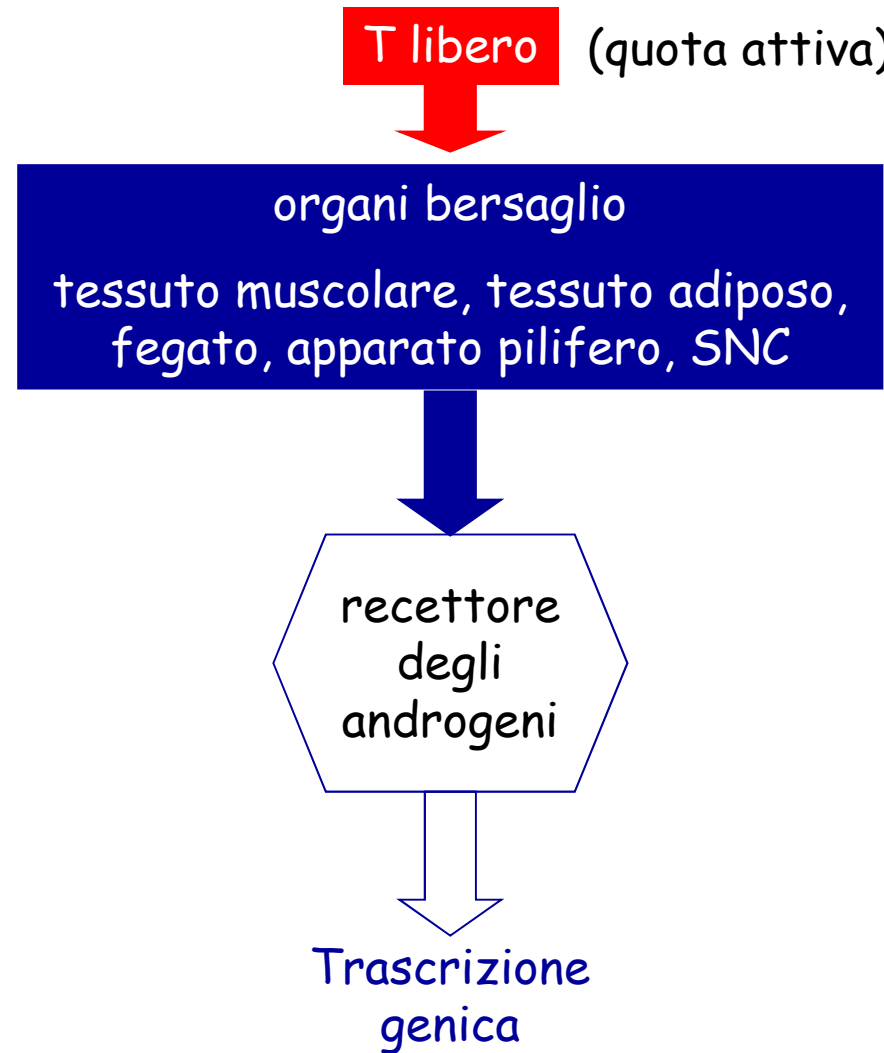 T libero (quota attiva)
organi bersaglio
tessuto muscolare, tessuto adiposo,
fegato, apparato pilifero, SNC
recettore
degli
androgeni
Trascrizione
genica